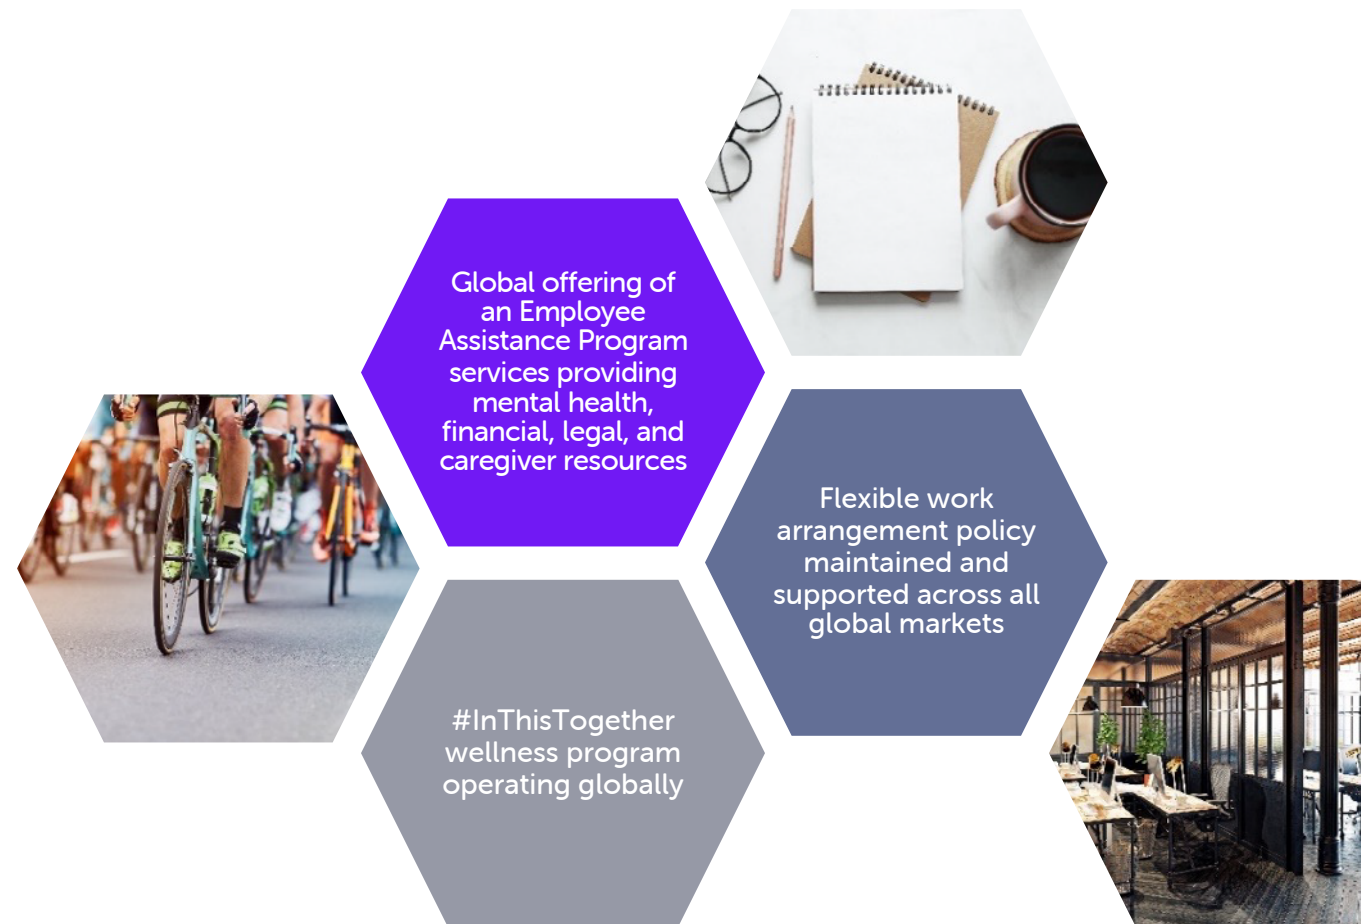 Global offering of
an Employee
Assistance Program
services providing
mental health,
financial, legal, and
caregiver resources
Flexible work
arrangement policy
maintained and
supported across all
global markets
#InThisTogether
wellness program
operating globally